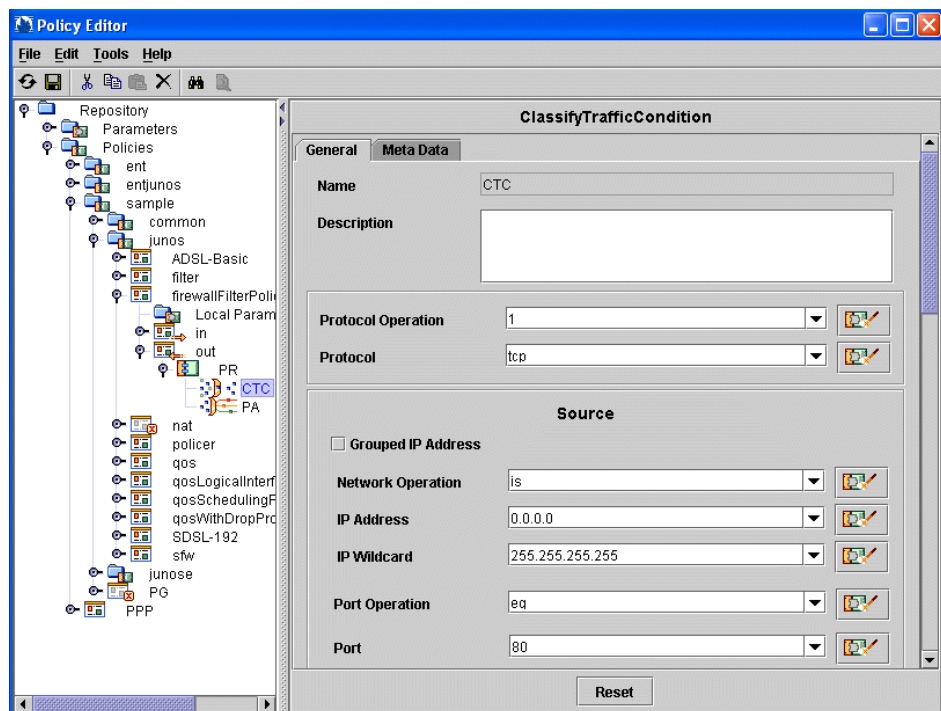 Policy Editor
File Edit Tools Help
Repository
Parameters
Policies
ent
entjunos
sample
common
junos
ADSL-Basic
filter
firewallFilterPoli
Local Param
in
out
PR
CTC
PA
nat
policer
qos
qosLogicalInterf
qosSchedulingF
qosWithDropPro
SDSL-192
sfw
junose
PG
PPP
ClassifyTrafficCondition
General Meta Data
Name CTC
Description
Protocol Operation 1
Protocol tcp
Source
Grouped IP Address
Network Operation is
IP Address 0.0.0.0
IP Wildcard 255.255.255.255
Port Operation eq
Port 80
Reset